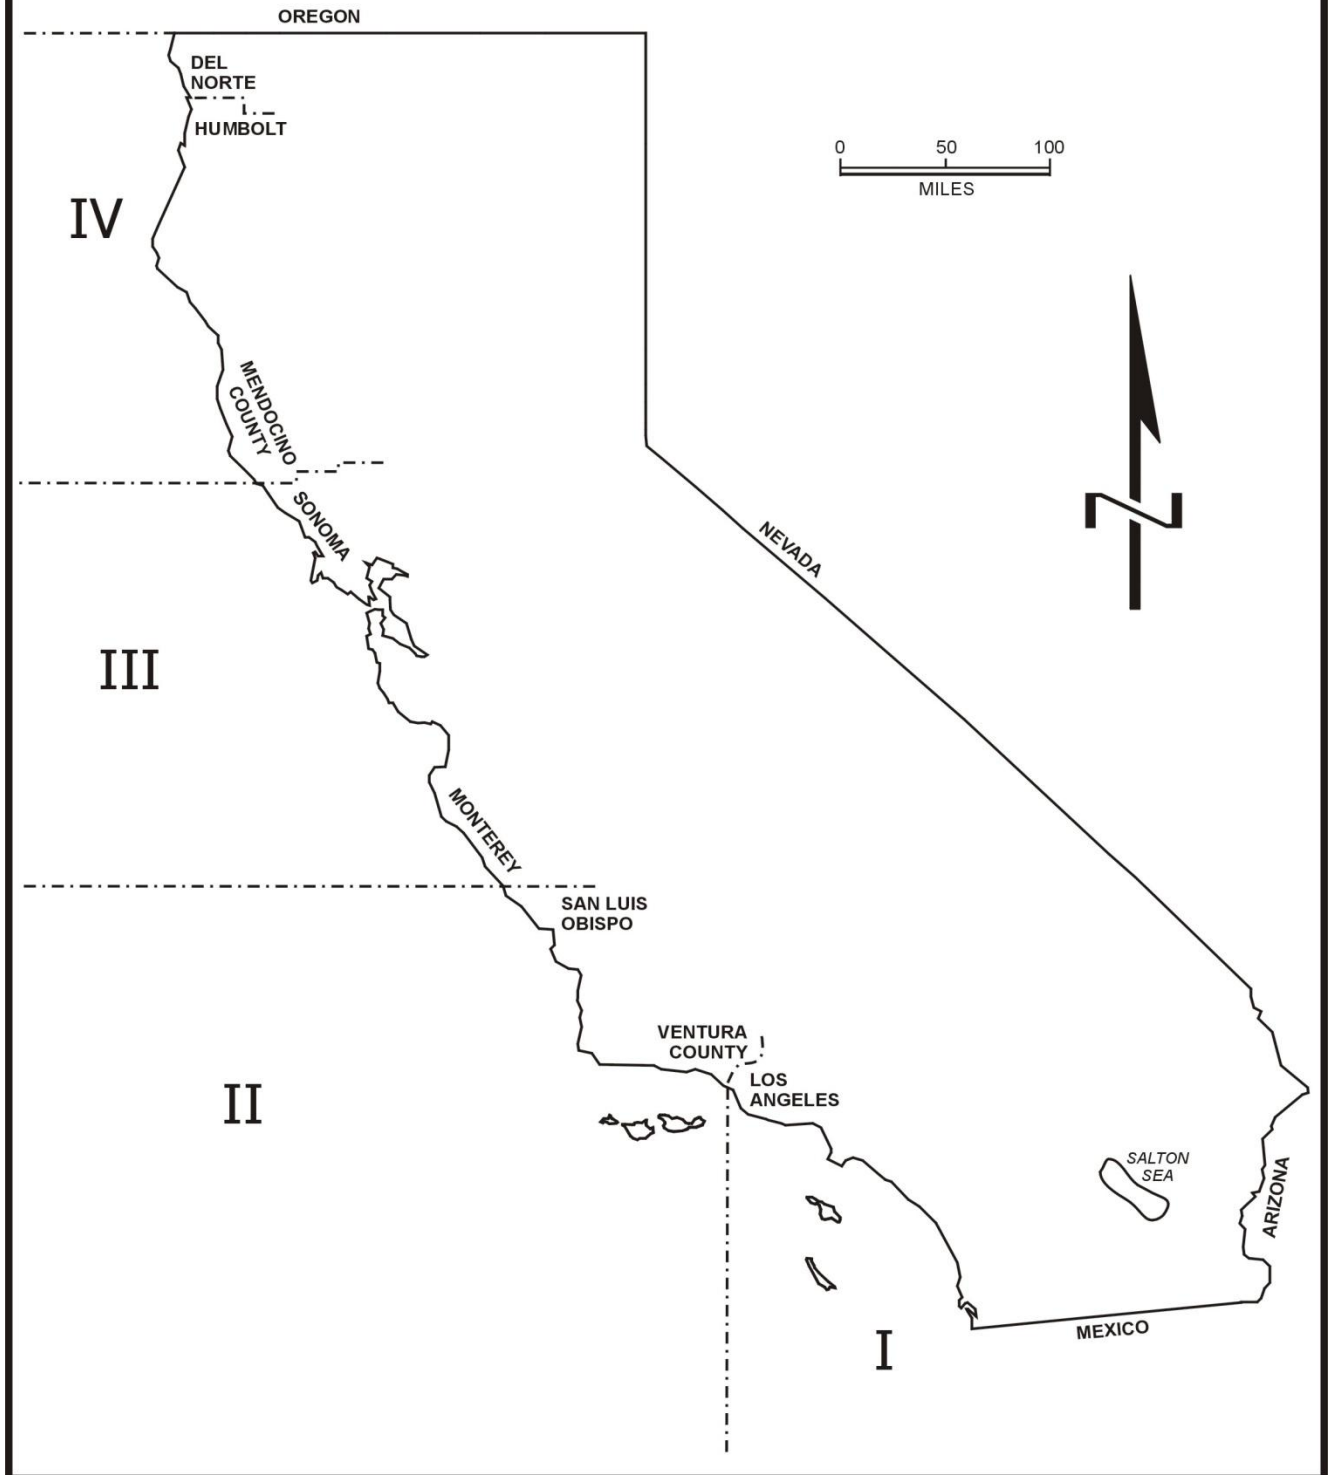 OREGON
DEL
NORTE
HUMBOLT
0 50 100
MILES
IV
MENDOCINO
COUNTY
SONOMA
NEVADA
N
III
MONTEREY
SAN LUIS
OBISPO
VENTURA
COUNTY
LOS
ANGELES
II
SALTON
SEA
ARIZONA
I
MEXICO